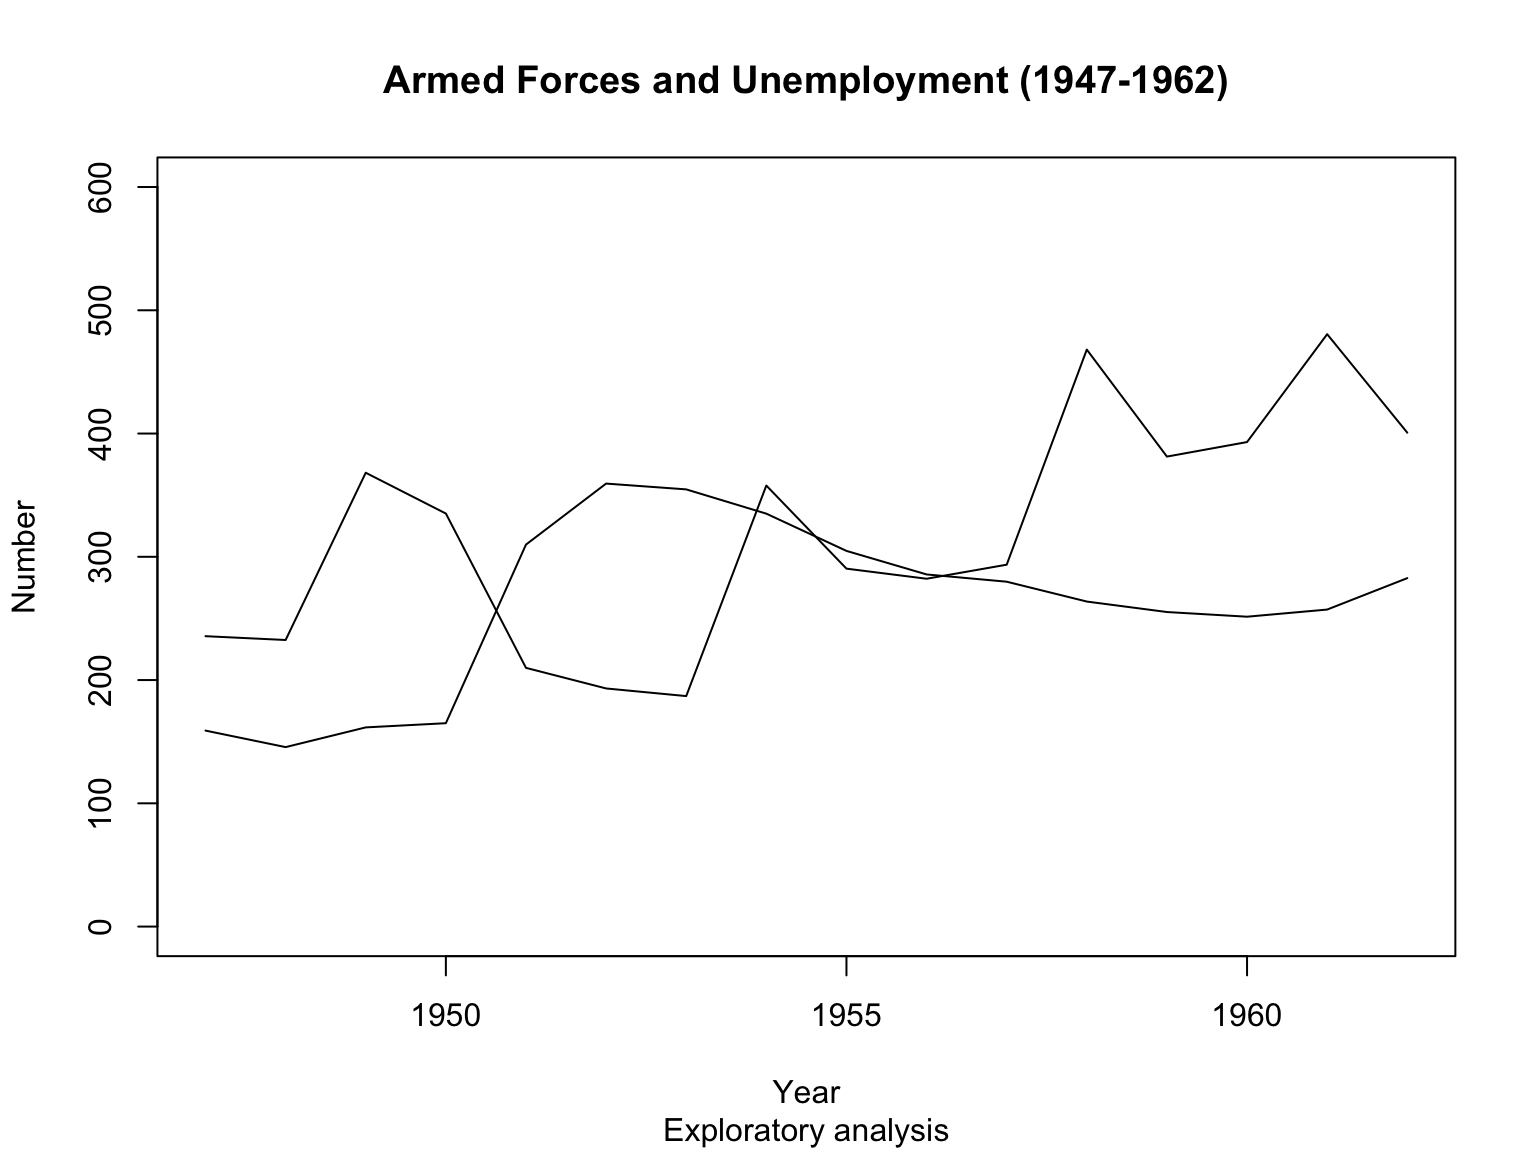 Armed Forces and Unemployment (1947-1962)
600
500
400
300
200
100
0
Number
1950 1955 1960
Year
Exploratory analysis